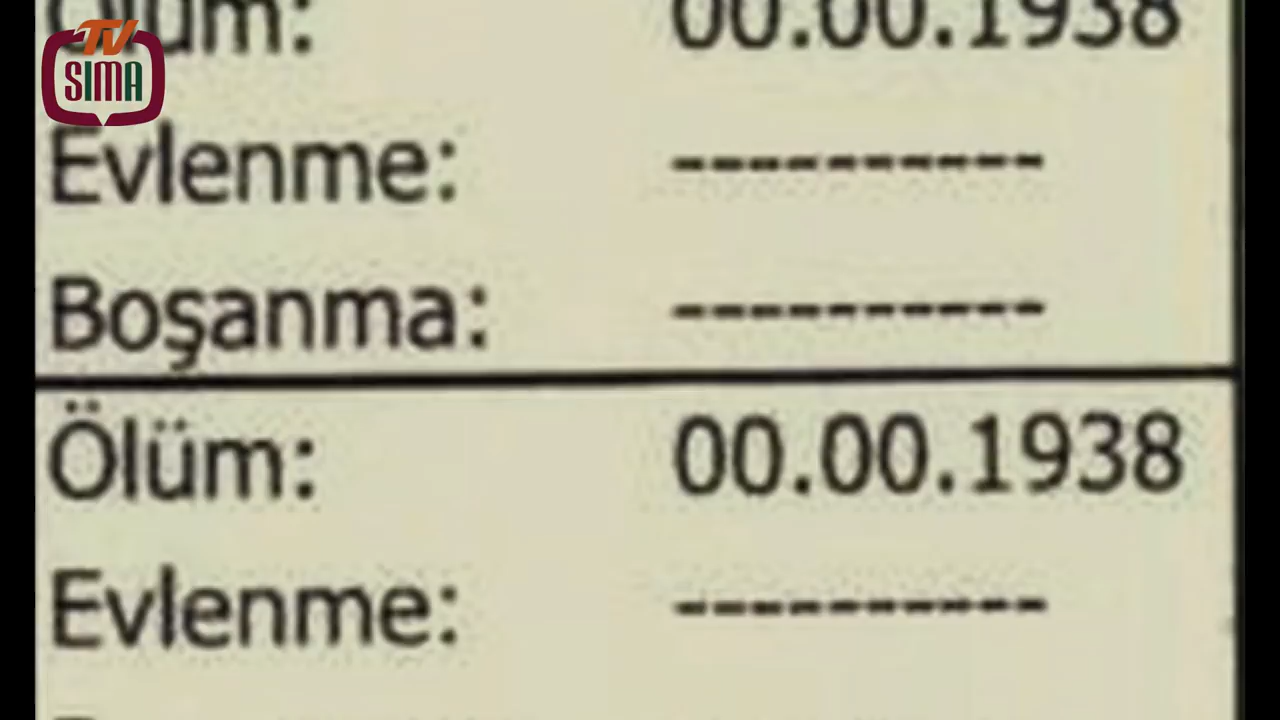 Ölüm: 00.00.1938
TV
SIMA
Evlenme: ----------
Boşanma: ----------
Ölüm: 00.00.1938
Evlenme: ----------